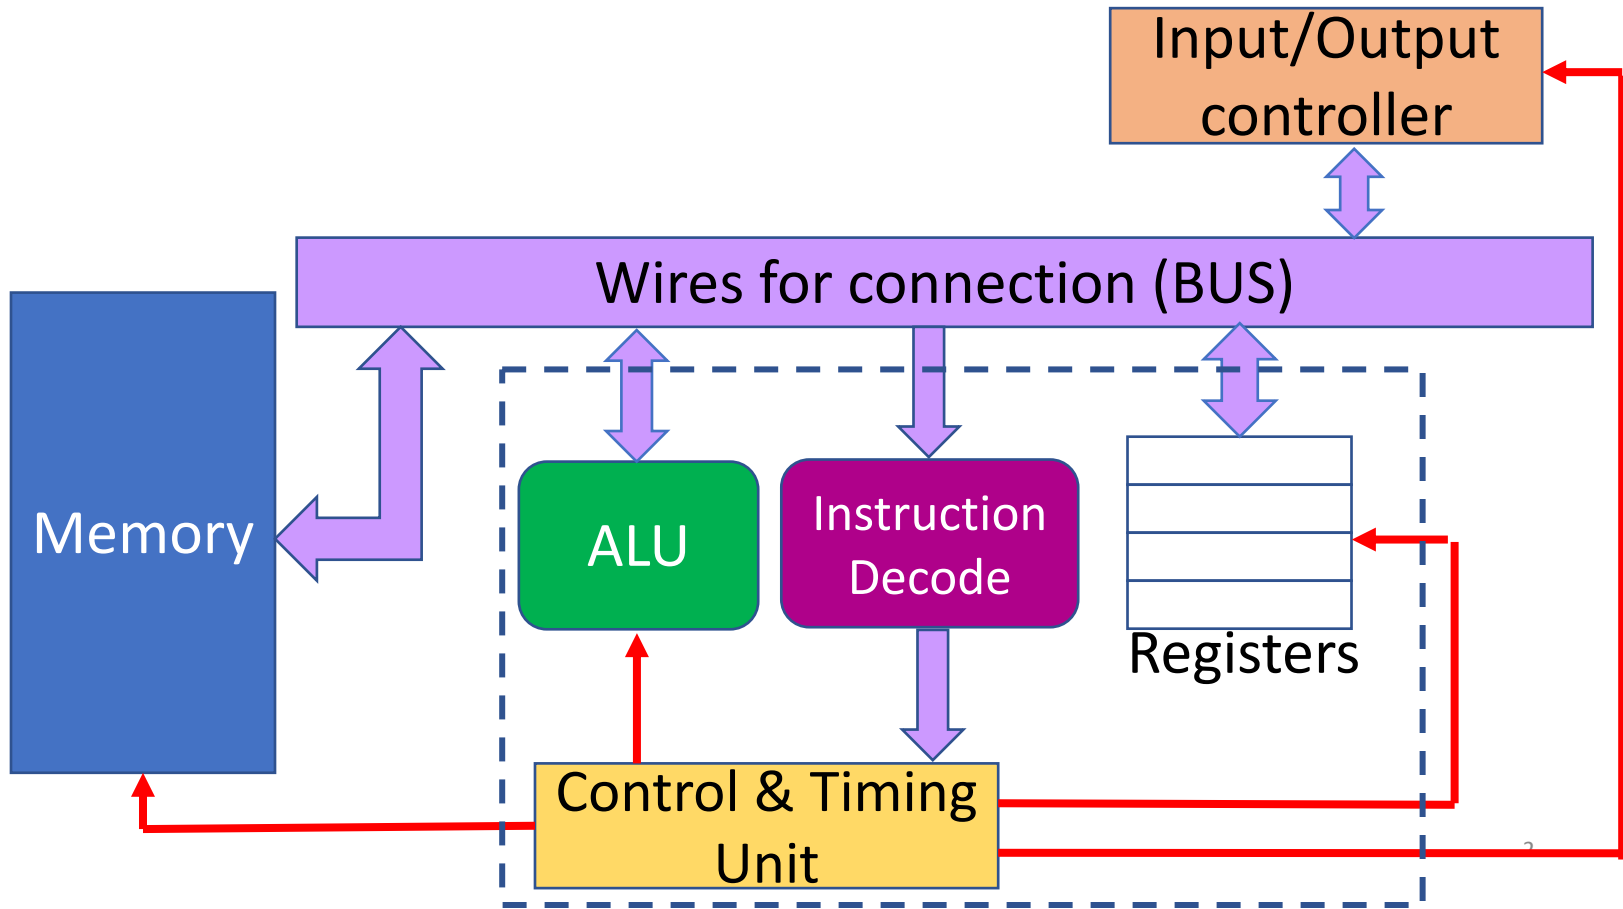 Input/Output
controller
Wires for connection (BUS)
Memory
ALU
Instruction
Decode
Registers
Control & Timing
Unit